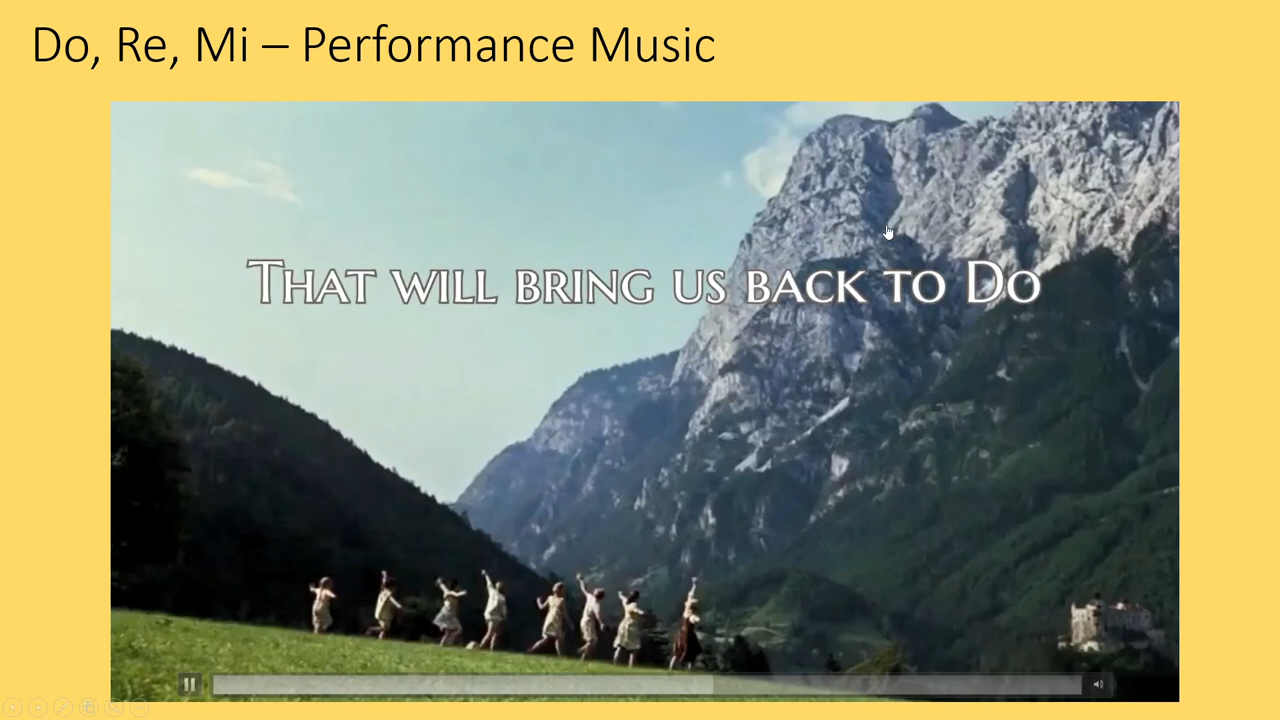 Do, Re, Mi – Performance Music
That will bring us back to Do